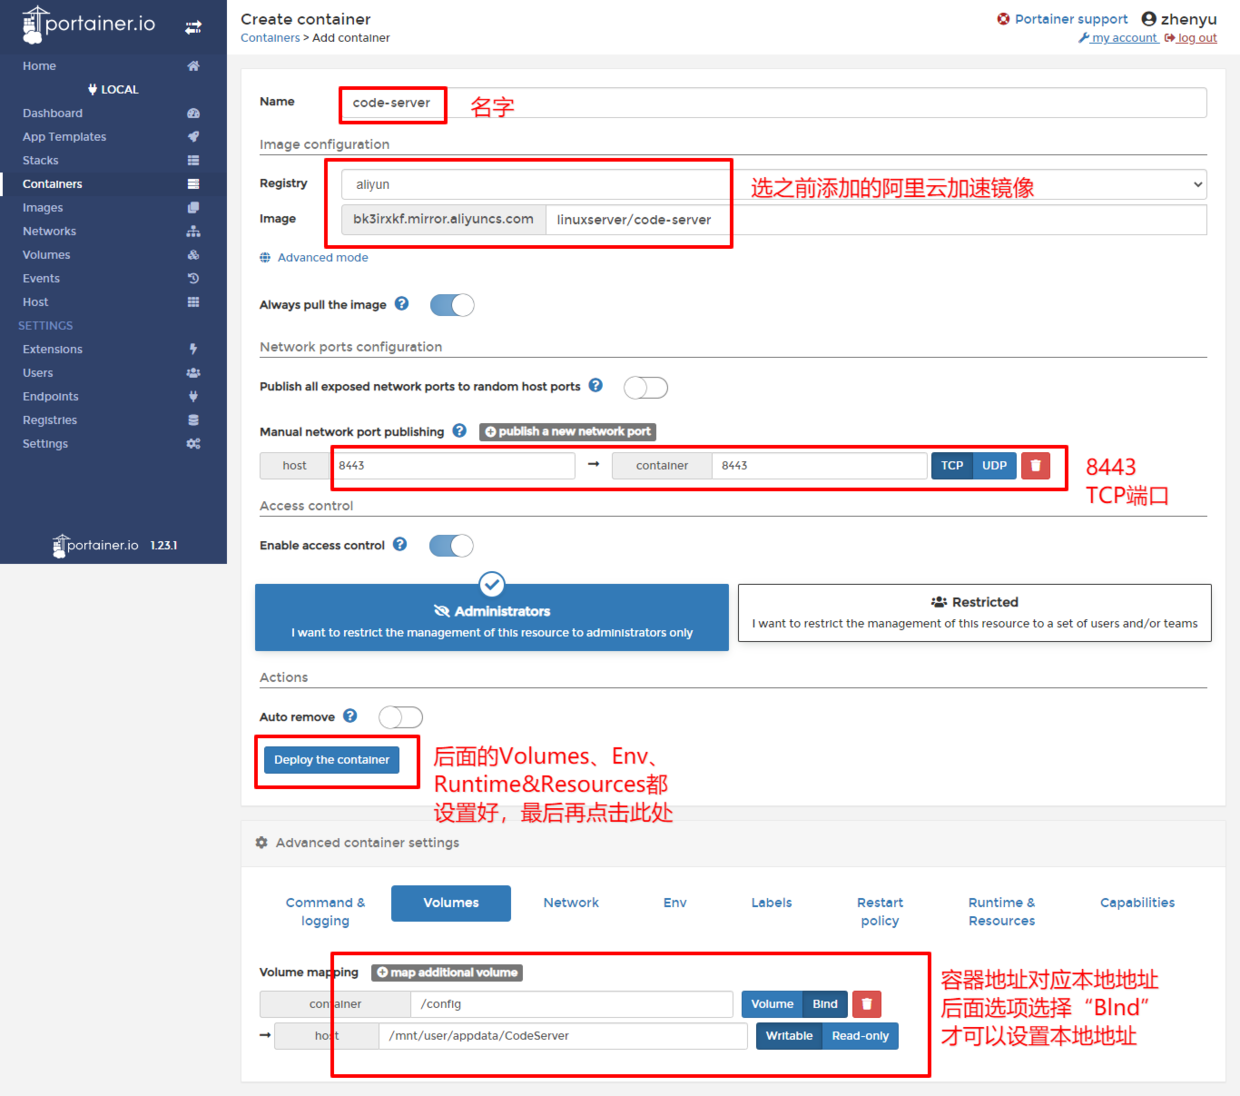 portainer.io
Home
LOCAL
Dashboard
App Templates
Stacks
Containers
Images
Networks
Volumes
Events
Host
SETTINGS
Extensions
Users
Endpoints
Registries
Settings
portainer.io 1.23.1
Create container
Containers > Add container
Portainer support zhenyu
my account log out
Name code-server 名字
Image configuration
Registry aliyun 选之前添加的阿里云加速镜像
Image bk3irxkf.mirror.aliyuncs.com linuxserver/code-server
Advanced mode
Always pull the image
Network ports configuration
Publish all exposed network ports to random host ports
Manual network port publishing publish a new network port
host 8443 → container 8443 TCP UDP
8443
TCP端口
Access control
Enable access control
Administrators
I want to restrict the management of this resource to administrators only
Restricted
I want to restrict the management of this resource to a set of users and/or teams
Actions
Auto remove
Deploy the container
后面的Volumes、Env、
Runtime&Resources都
设置好，最后再点击此处
Advanced container settings
Command & logging
Volumes
Network
Env
Labels
Restart policy
Runtime & Resources
Capabilities
Volume mapping map additional volume
container /config Volume Bind
→ host /mnt/user/appdata/CodeServer Writable Read-only
容器地址对应本地地址
后面选项选择“BInd”
才可以设置本地地址